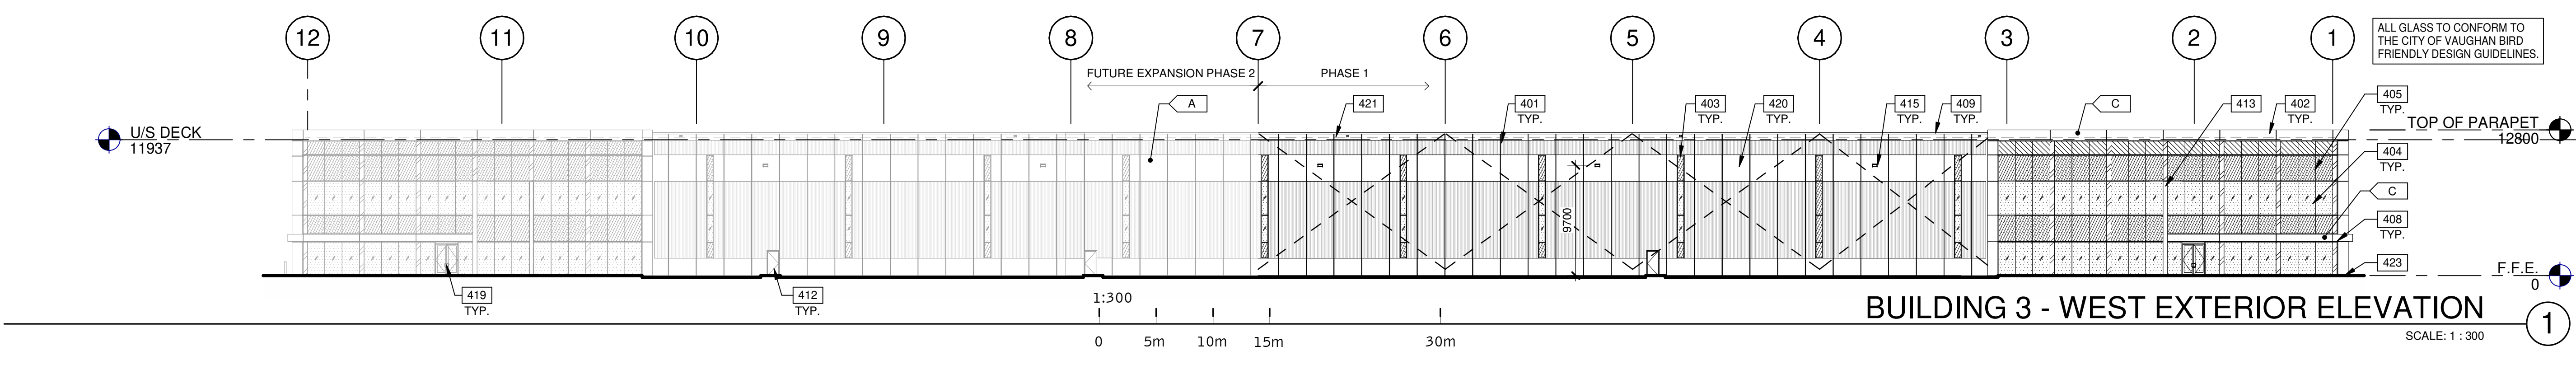 12
11
10
9
8
7
6
5
4
3
2
1
ALL GLASS TO CONFORM TO
THE CITY OF VAUGHAN BIRD
FRIENDLY DESIGN GUIDELINES.
FUTURE EXPANSION PHASE 2
PHASE 1
A
421
401
TYP.
403
TYP.
420
TYP.
415
TYP.
409
TYP.
C
413
402
TYP.
405
TYP.
U/S DECK
11937
TOP OF PARAPET
12800
404
TYP.
C
9700
408
TYP.
423
F.F.E.
0
419
TYP.
412
TYP.
1:300
0
5m
10m
15m
30m
BUILDING 3 - WEST EXTERIOR ELEVATION
1
SCALE: 1 : 300